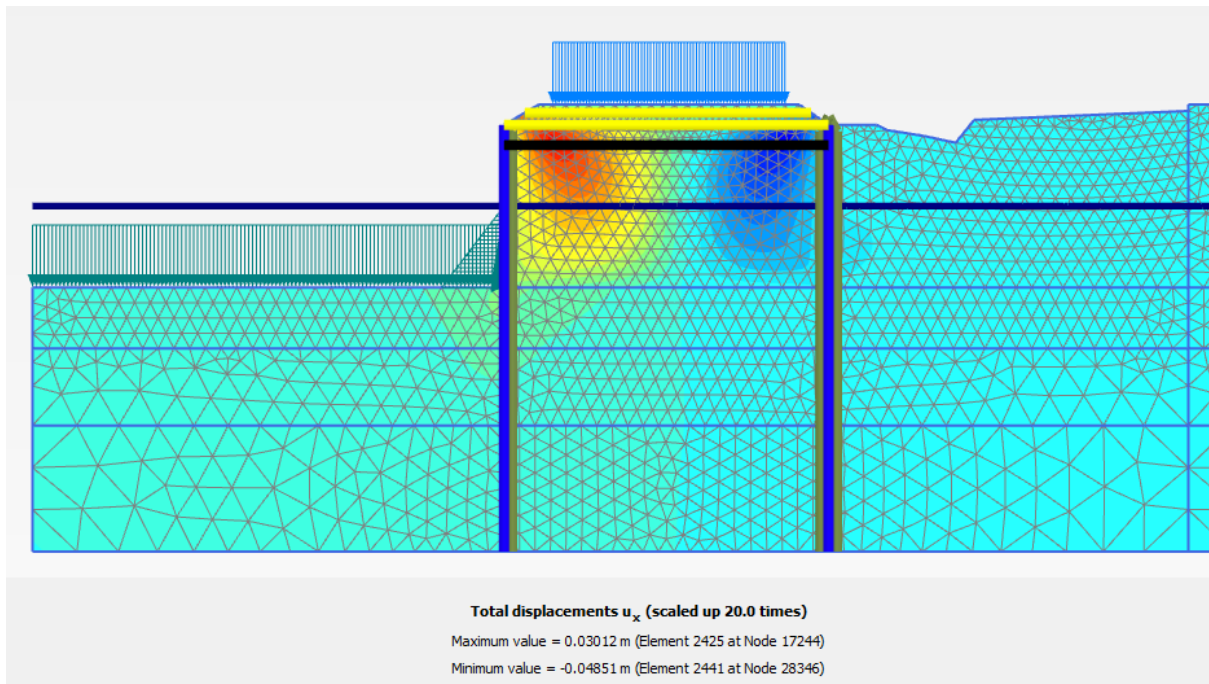 Total displacements uₓ (scaled up 20.0 times)
Maximum value = 0.03012 m (Element 2425 at Node 17244)
Minimum value = -0.04851 m (Element 2441 at Node 28346)